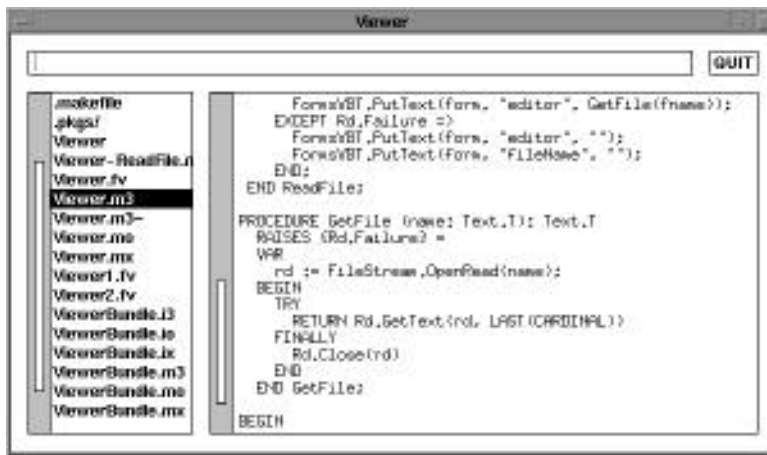 Viewer
QUIT
.makefile
.pkgs/
Viewer
Viewer-ReadFile.m
Viewer.fv
Viewer.m3
Viewer.m3~
Viewer.mo
Viewer.mx
Viewer1.fv
Viewer2.fv
ViewerBundle.i3
ViewerBundle.io
ViewerBundle.ix
ViewerBundle.m3
ViewerBundle.mo
ViewerBundle.mx
FormsVBT.PutText(form, "editor", GetFile(fname));
EXCEPT Rd.Failure =>
FormsVBT.PutText(form, "editor", "");
FormsVBT.PutText(form, "FileName", "");
END;
END ReadFile;
PROCEDURE GetFile (name: Text.T): Text.T
RAISES {Rd.Failure} =
VAR
rd := FileStream.OpenRead(name);
BEGIN
TRY
RETURN Rd.GetText(rd, LAST(CARDINAL))
FINALLY
Rd.Close(rd)
END
END GetFile;
BEGIN